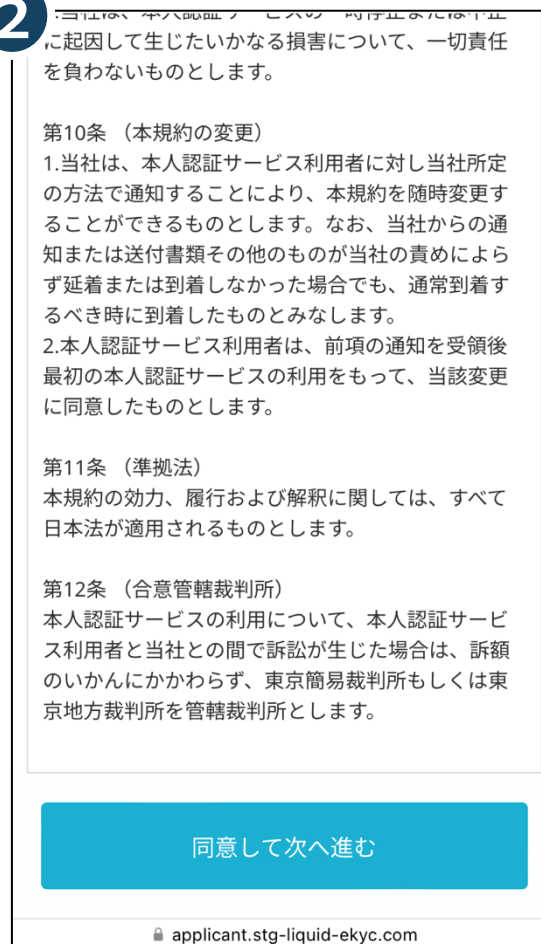 2
に起因して生じたいかなる損害について、一切責任
を負わないものとします。
第10条 （本規約の変更）
1.当社は、本人認証サービス利用者に対し当社所定
の方法で通知することにより、本規約を随時変更す
ることができるものとします。なお、当社からの通
知または送付書類その他のものが当社の責めによら
ず延着または到着しなかった場合でも、通常到着す
るべき時に到着したものとみなします。
2.本人認証サービス利用者は、前項の通知を受領後
最初の本人認証サービスの利用をもって、当該変更
に同意したものとします。
第11条 （準拠法）
本規約の効力、履行および解釈に関しては、すべて
日本法が適用されるものとします。
第12条 （合意管轄裁判所）
本人認証サービスの利用について、本人認証サービ
ス利用者と当社との間で訴訟が生じた場合は、訴額
のいかんにかかわらず、東京簡易裁判所もしくは東
京地方裁判所を管轄裁判所とします。
同意して次へ進む
applicant.stg-liquid-ekyc.com